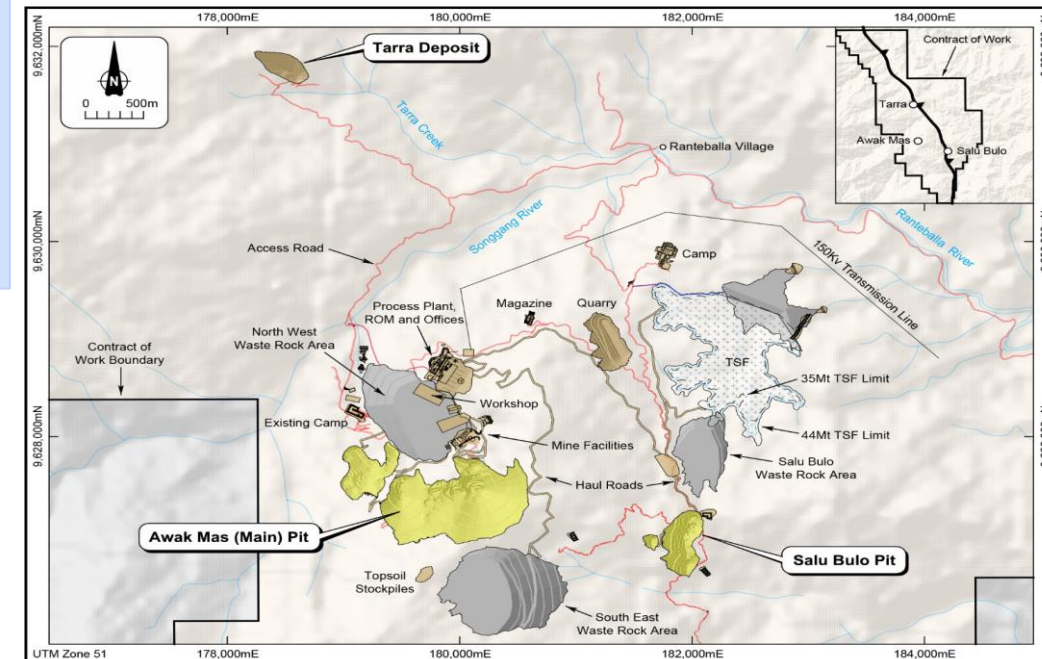 178,000mE
180,000mE
182,000mE
184,000mE
9,632,000mN
Tarra Deposit
N
0 500m
Contract of Work
Tarra
Awak Mas
Salu Bulo
Tarra Creek
Ranteballa Village
Songgang River
Ranteballa River
9,630,000mN
Access Road
Camp
150Kv Transmission Line
Process Plant,
ROM and Offices
Magazine
Quarry
North West
Waste Rock Area
Contract of
Work Boundary
TSF
35Mt TSF Limit
Workshop
Existing Camp
44Mt TSF Limit
9,628,000mN
Mine Facilities
Salu Bulo
Waste Rock Area
Haul Roads
Awak Mas (Main) Pit
Salu Bulo Pit
Topsoil
Stockpiles
South East
Waste Rock Area
UTM Zone 51
178,000mE
180,000mE
182,000mE
184,000mE